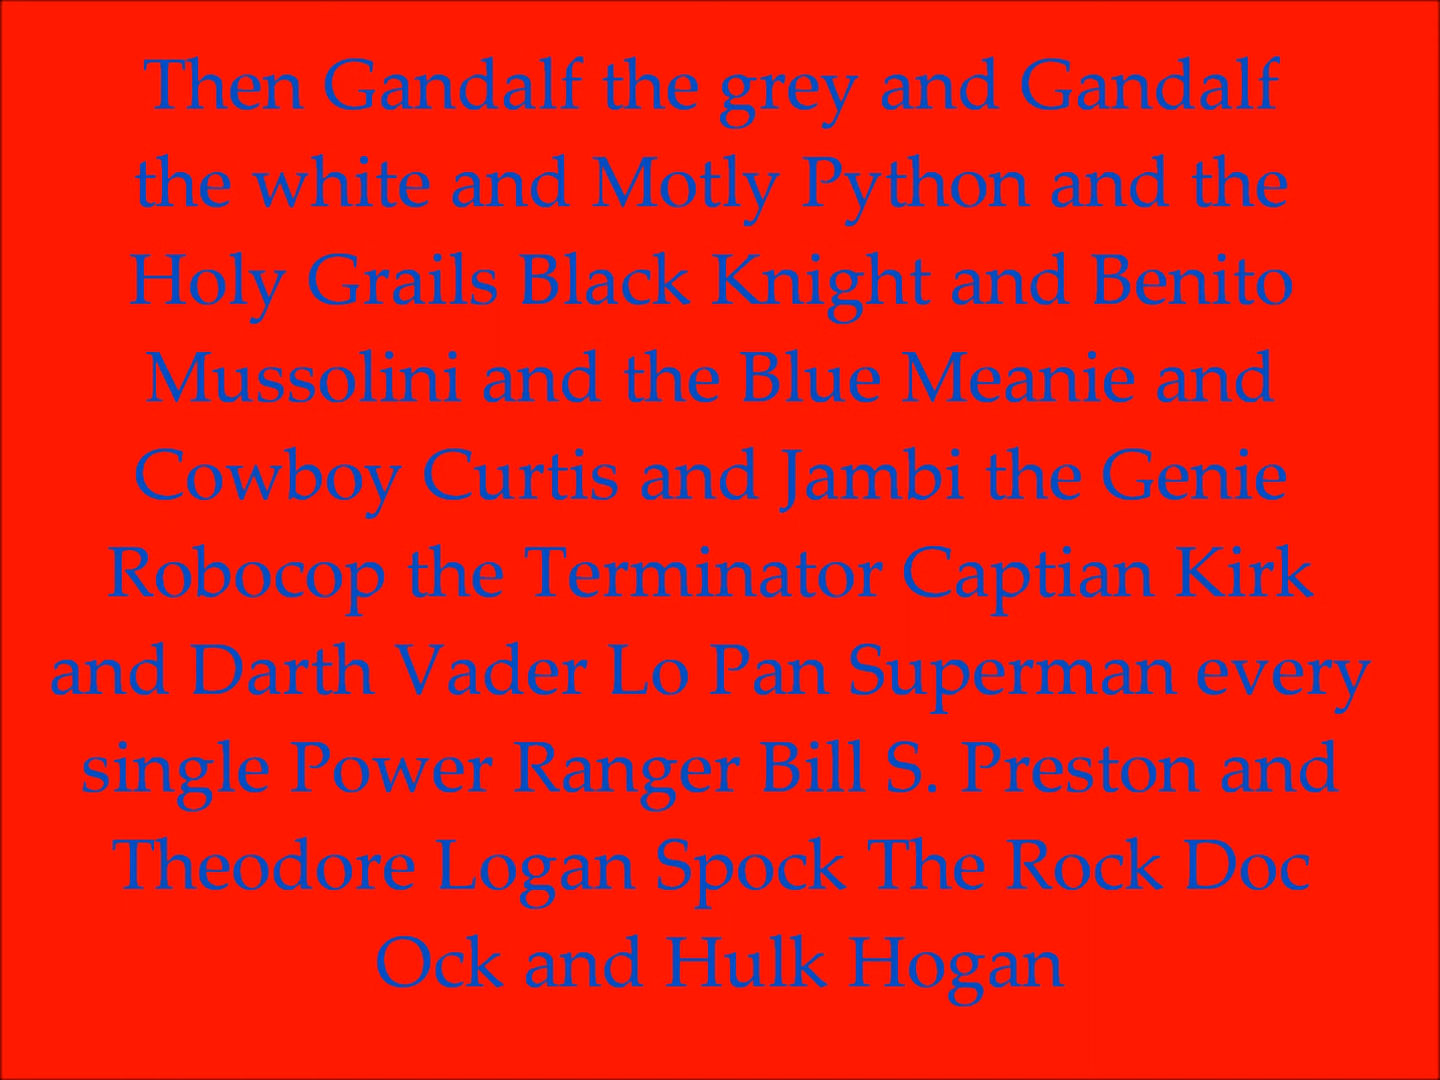 Then Gandalf the grey and Gandalf
the white and Motly Python and the
Holy Grails Black Knight and Benito
Mussolini and the Blue Meanie and
Cowboy Curtis and Jambi the Genie
Robocop the Terminator Captian Kirk
and Darth Vader Lo Pan Superman every
single Power Ranger Bill S. Preston and
Theodore Logan Spock The Rock Doc
Ock and Hulk Hogan